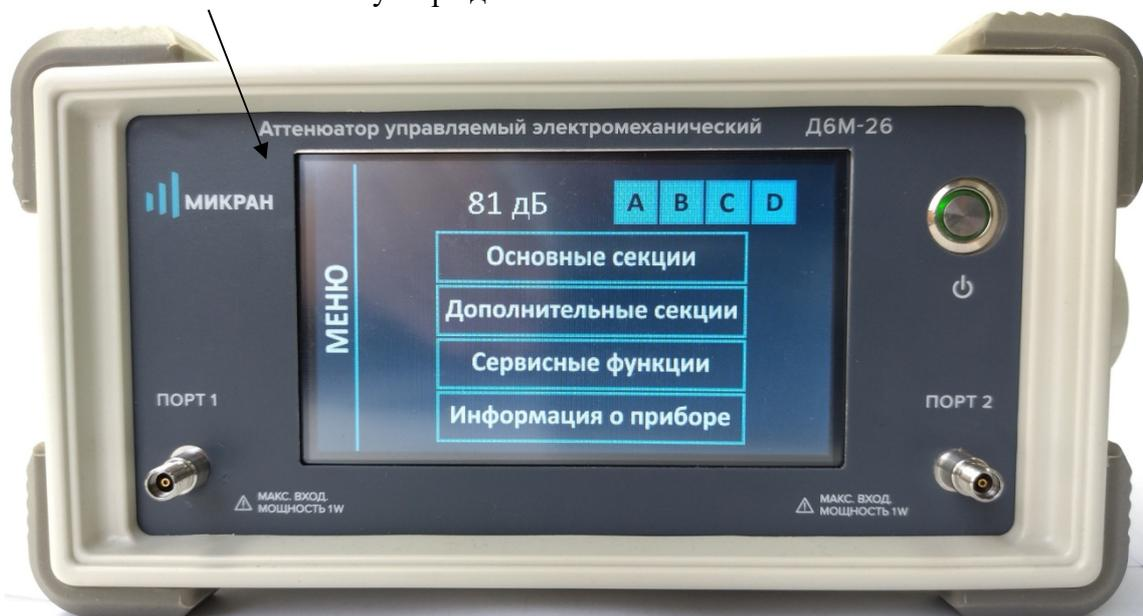 Аттенюатор управляемый электромеханический Д6М-26
МИКРАН
МЕНЮ
81 дБ A B C D
Основные секции
Дополнительные секции
Сервисные функции
Информация о приборе
ПОРТ 1
ПОРТ 2
МАКС. ВХОД.
МОЩНОСТЬ 1W
МАКС. ВХОД.
МОЩНОСТЬ 1W